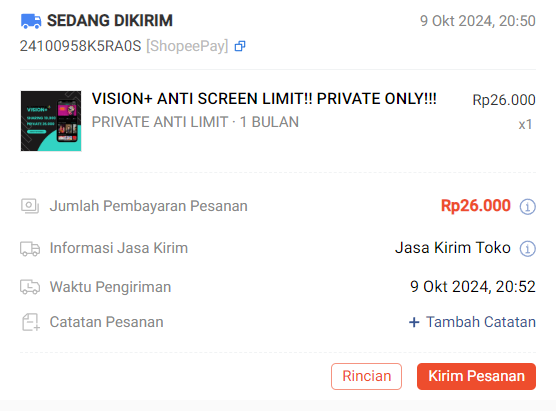 SEDANG DIKIRIM
9 Okt 2024, 20:50
24100958K5RA0S [ShopeePay]
VISION+
VISION+ ANTI SCREEN LIMIT!! PRIVATE ONLY!!!
Rp26.000
PRIVATE ANTI LIMIT · 1 BULAN
x1
Jumlah Pembayaran Pesanan
Rp26.000
Informasi Jasa Kirim
Jasa Kirim Toko
Waktu Pengiriman
9 Okt 2024, 20:52
Catatan Pesanan
+ Tambah Catatan
Rincian
Kirim Pesanan